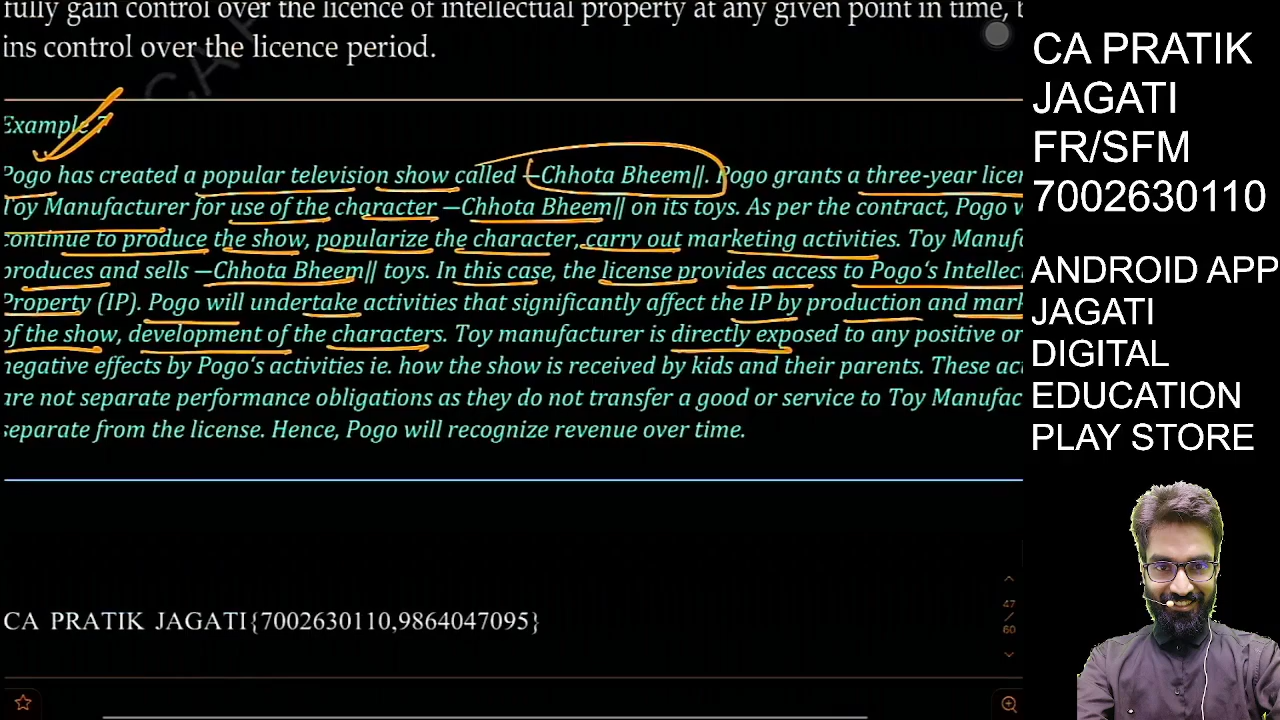 fully gain control over the licence of intellectual property at any given point in time, b
ins control over the licence period.
Example 7
Pogo has created a popular television show called ―Chhota Bheem‖. Pogo grants a three-year licen
Toy Manufacturer for use of the character ―Chhota Bheem‖ on its toys. As per the contract, Pogo w
continue to produce the show, popularize the character, carry out marketing activities. Toy Manufa
produces and sells ―Chhota Bheem‖ toys. In this case, the license provides access to Pogo‘s Intellec
Property (IP). Pogo will undertake activities that significantly affect the IP by production and mark
of the show, development of the characters. Toy manufacturer is directly exposed to any positive or
negative effects by Pogo‘s activities ie. how the show is received by kids and their parents. These act
are not separate performance obligations as they do not transfer a good or service to Toy Manufac
separate from the license. Hence, Pogo will recognize revenue over time.
CA PRATIK JAGATI{7002630110,9864047095}
47
/
60
CA PRATIK
JAGATI
FR/SFM
7002630110
ANDROID APP
JAGATI
DIGITAL
EDUCATION
PLAY STORE